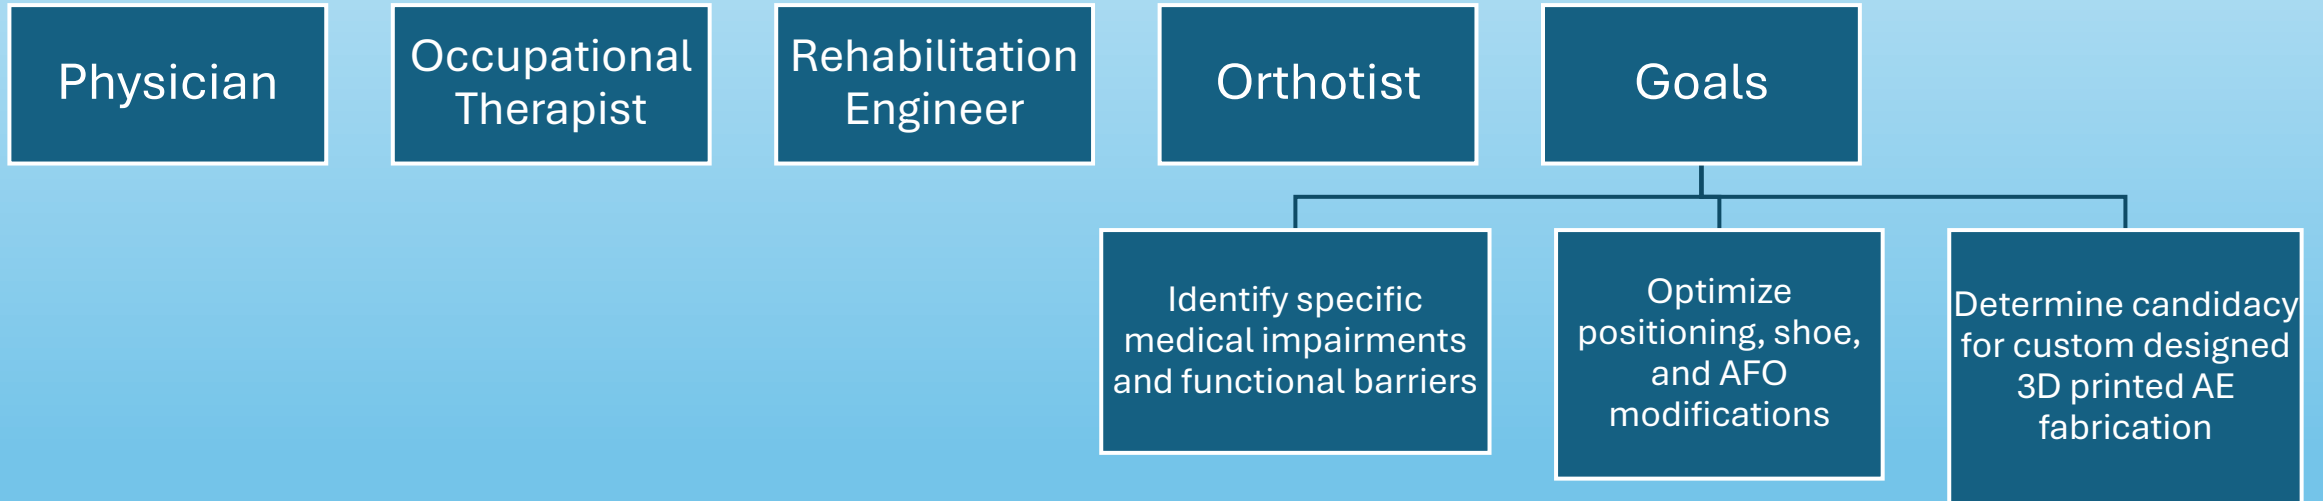 Physician
Occupational
Therapist
Rehabilitation
Engineer
Orthotist
Goals
Identify specific
medical impairments
and functional barriers
Optimize
positioning, shoe,
and AFO
modifications
Determine candidacy
for custom designed
3D printed AE
fabrication